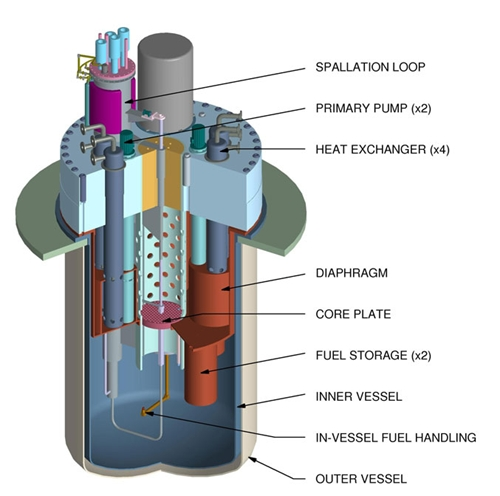 SPALLATION LOOP
PRIMARY PUMP (x2)
HEAT EXCHANGER (x4)
DIAPHRAGM
CORE PLATE
FUEL STORAGE (x2)
INNER VESSEL
IN-VESSEL FUEL HANDLING
OUTER VESSEL